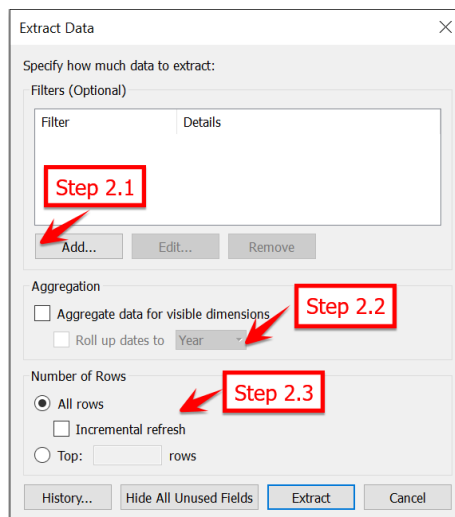 Extract Data
Specify how much data to extract:
Filters (Optional)
Filter Details
Step 2.1
Add... Edit... Remove
Aggregation
Aggregate data for visible dimensions
Step 2.2
Roll up dates to Year
Number of Rows
Step 2.3
All rows
Incremental refresh
Top: rows
History... Hide All Unused Fields Extract Cancel